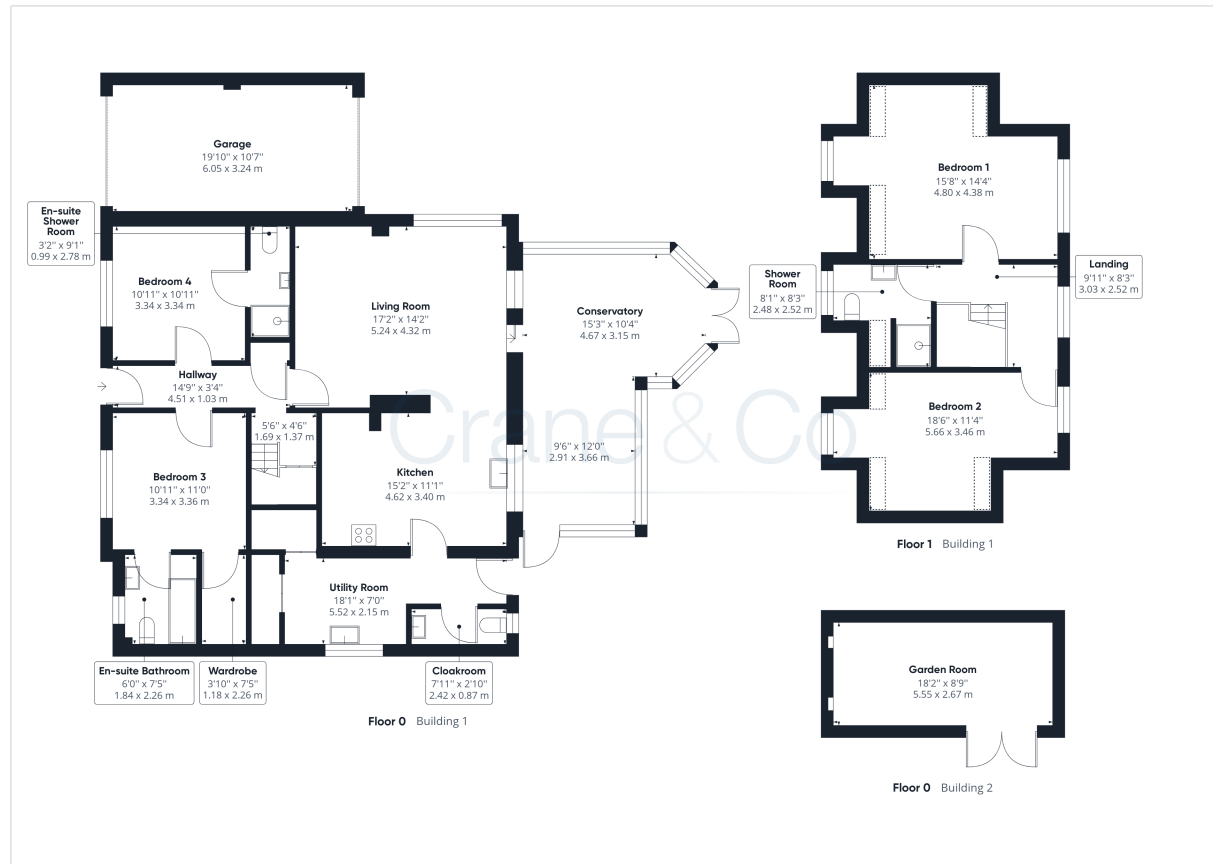 Garage
19'10" x 10'7"
6.05 x 3.24 m
En-suite
Shower
Room
3'2" x 9'1"
0.99 x 2.78 m
Bedroom 4
10'11" x 10'11"
3.34 x 3.34 m
Living Room
17'2" x 14'2"
5.24 x 4.32 m
Conservatory
15'3" x 10'4"
4.67 x 3.15 m
Hallway
14'9" x 3'4"
4.51 x 1.03 m
5'6" x 4'6"
1.69 x 1.37 m
9'6" x 12'0"
2.91 x 3.66 m
Bedroom 3
10'11" x 11'0"
3.34 x 3.36 m
Kitchen
15'2" x 11'1"
4.62 x 3.40 m
Utility Room
18'1" x 7'0"
5.52 x 2.15 m
En-suite Bathroom
6'0" x 7'5"
1.84 x 2.26 m
Wardrobe
3'10" x 7'5"
1.18 x 2.26 m
Cloakroom
7'11" x 2'10"
2.42 x 0.87 m
Floor 0 Building 1
Crane & Co
Bedroom 1
15'8" x 14'4"
4.80 x 4.38 m
Shower
Room
8'1" x 8'3"
2.48 x 2.52 m
Landing
9'11" x 8'3"
3.03 x 2.52 m
Bedroom 2
18'6" x 11'4"
5.66 x 3.46 m
Floor 1 Building 1
Garden Room
18'2" x 8'9"
5.55 x 2.67 m
Floor 0 Building 2